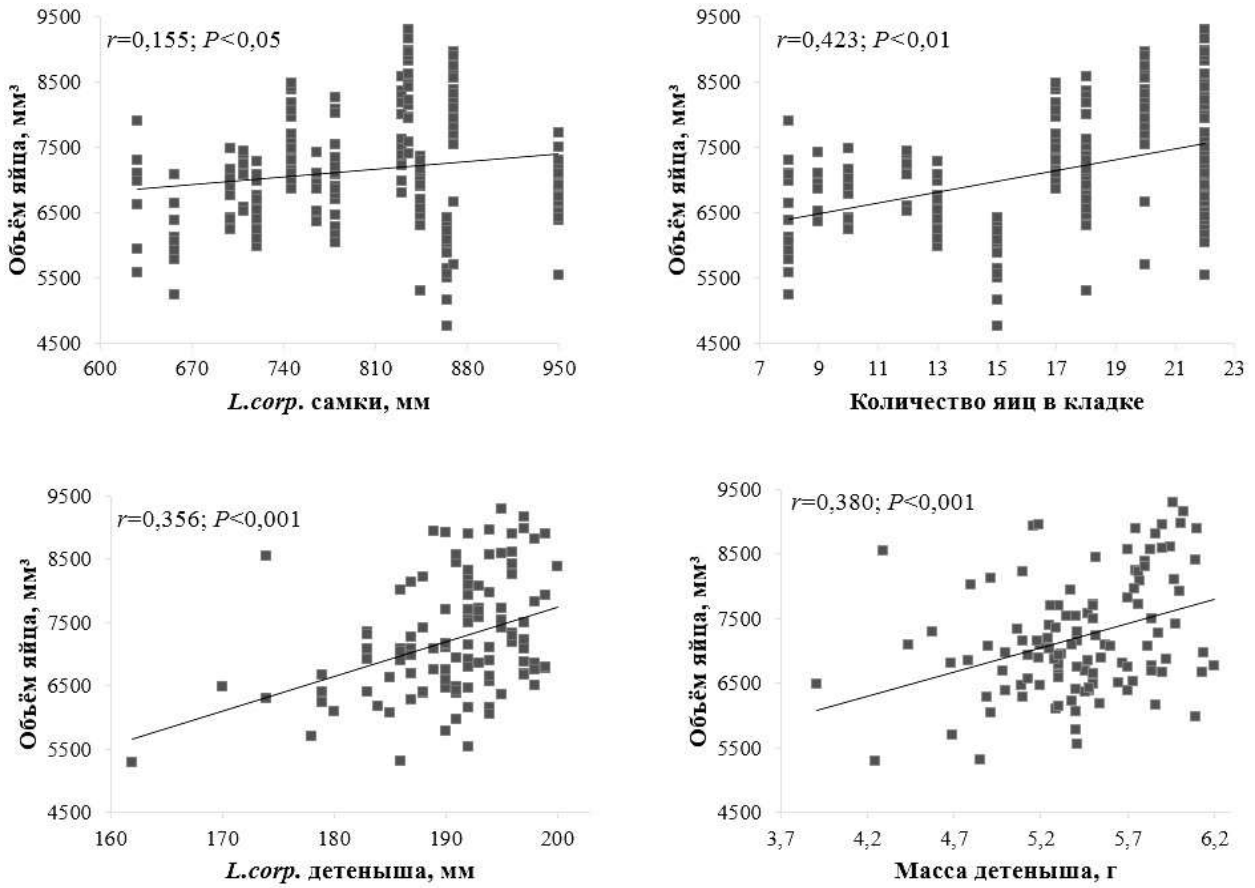 r=0,155; P<0,05
Объём яйца, мм³
9500
8500
7500
6500
5500
4500
600 670 740 810 880 950
L.corp. самки, мм
r=0,423; P<0,01
Объём яйца, мм³
9500
8500
7500
6500
5500
4500
7 9 11 13 15 17 19 21 23
Количество яиц в кладке
r=0,356; P<0,001
Объём яйца, мм³
9500
8500
7500
6500
5500
4500
160 170 180 190 200
L.corp. детеныша, мм
r=0,380; P<0,001
Объём яйца, мм³
9500
8500
7500
6500
5500
4500
3,7 4,2 4,7 5,2 5,7 6,2
Масса детеныша, г